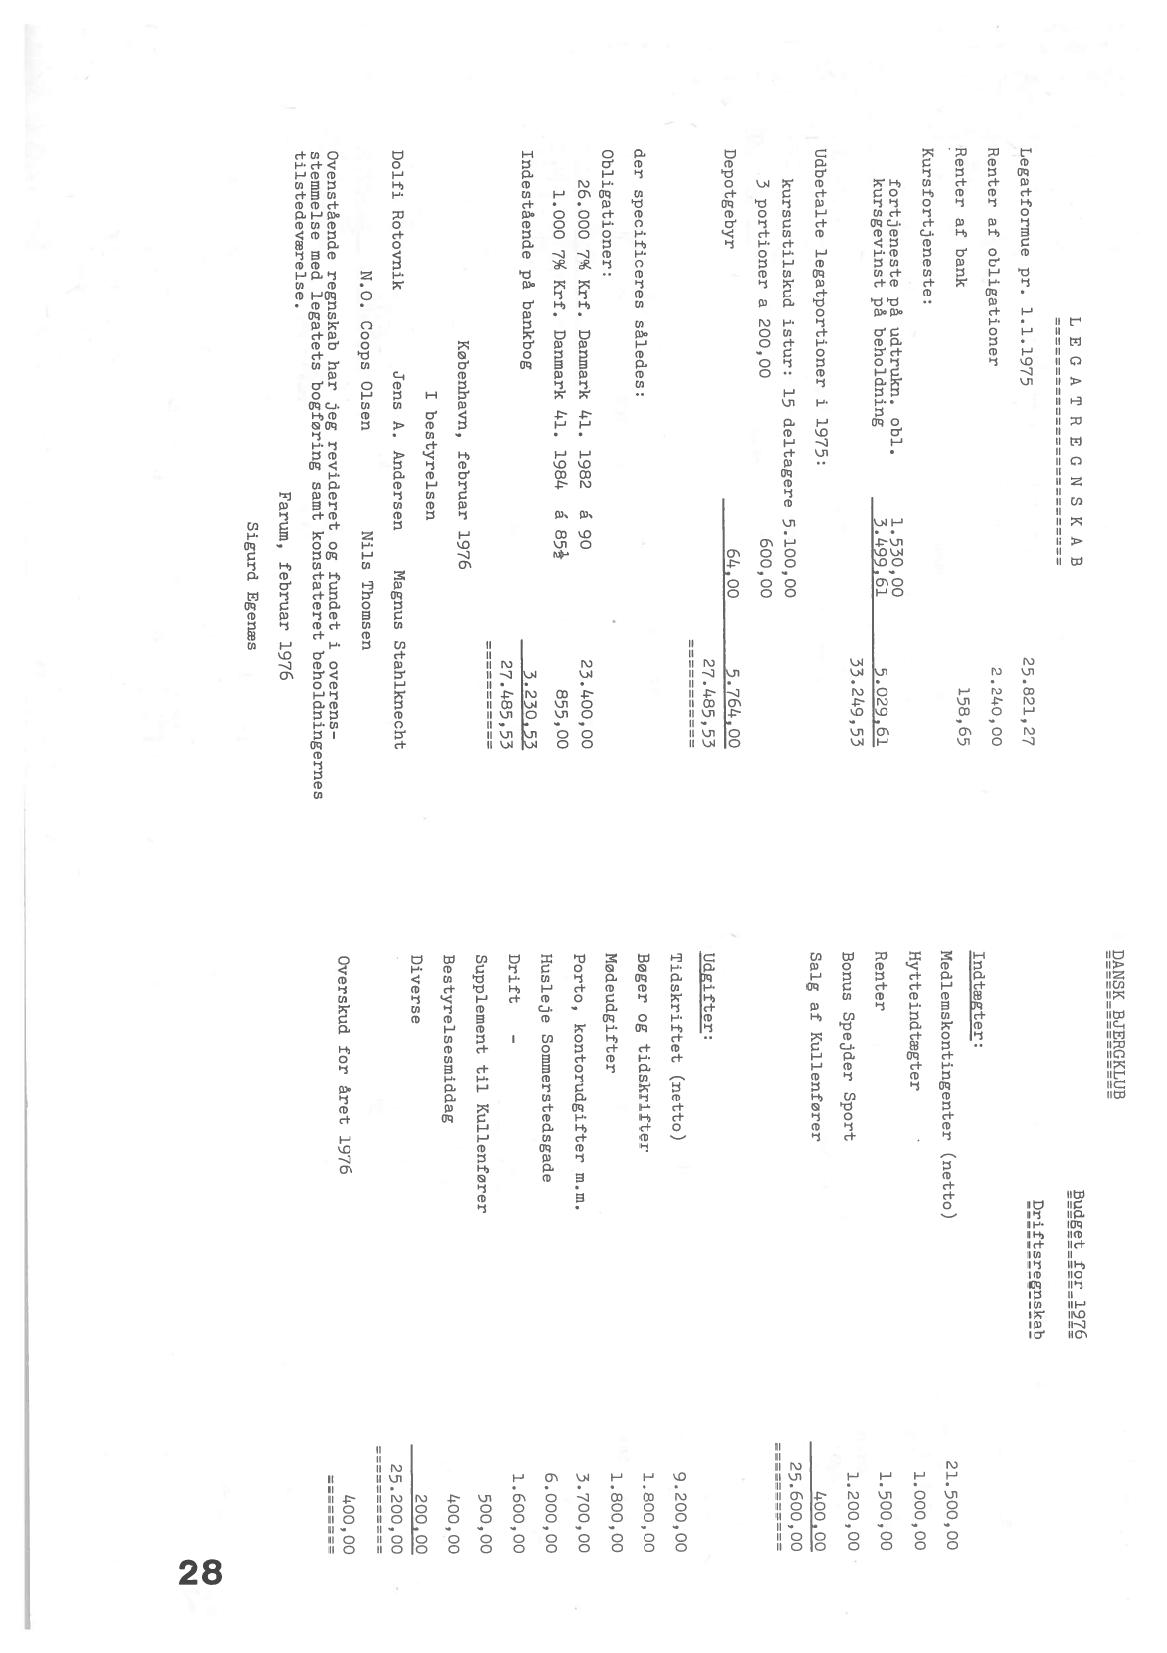 L E G A T R E G N S K A B
=========================
Legatformue pr. 1.1.1975 25.821,27
Renter af obligationer 2.240,00
Renter af bank 158,65
Kursfortjeneste:
fortjeneste på udtrukn. obl. 1.530,00
kursgevinst på beholdning 3.499,61 5.029,61
33.249,53
Udbetalte legatportioner i 1975:
kursustilskud istur: 15 deltagere 5.100,00
3 portioner a 200,00 600,00
Depotgebyr 64,00 5.764,00
27.485,53
===========
der specificeres således:
Obligationer:
26.000 7% Krf. Danmark 41. 1982 á 90 23.400,00
1.000 7% Krf. Danmark 41. 1984 á 85½ 855,00
Indestående på bankbog 3.230,53
27.485,53
===========
København, februar 1976
I bestyrelsen
Dolfi Rotovnik Jens A. Andersen Magnus Stahlknecht
N.O. Coops Olsen Nils Thomsen
Ovenstående regnskab har jeg revideret og fundet i overens-
stemmelse med legatets bogføring samt konstateret beholdningernes
tilstedeværelse.
Farum, februar 1976
Sigurd Egenæs
DANSK BJERGKLUB
===============
Budget for 1976
===============
Driftsregnskab
==============
Indtægter:
Medlemskontingenter (netto) 21.500,00
Hytteindtægter 1.000,00
Renter 1.500,00
Bonus Spejder Sport 1.200,00
Salg af Kullenfører 400,00
25.600,00
===========
Udgifter:
Tidskriftet (netto) 9.200,00
Bøger og tidskrifter 1.800,00
Mødeudgifter 1.800,00
Porto, kontorudgifter m.m. 3.700,00
Husleje Sommerstedsgade 6.000,00
Drift - 1.600,00
Supplement til Kullenfører 500,00
Bestyrelsesmiddag 400,00
Diverse 200,00
25.200,00
===========
Overskud for året 1976 400,00
========
28